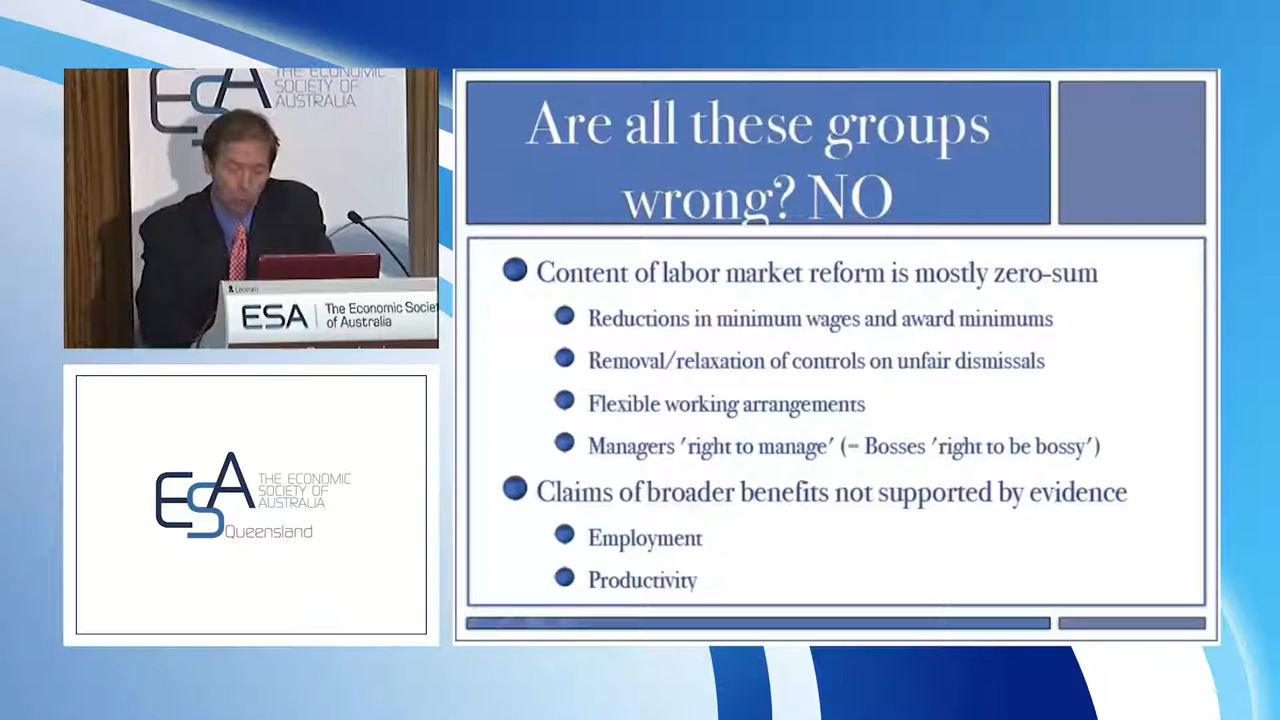 ESA
THE ECONOMIC
SOCIETY OF
AUSTRALIA
Lectrum
ESA
The Economic Societ
of Australia
ESA
THE ECONOMIC
SOCIETY OF
AUSTRALIA
Queensland
Are all these groups
wrong? NO
Content of labor market reform is mostly zero-sum
Reductions in minimum wages and award minimums
Removal/relaxation of controls on unfair dismissals
Flexible working arrangements
Managers 'right to manage' (= Bosses 'right to be bossy')
Claims of broader benefits not supported by evidence
Employment
Productivity